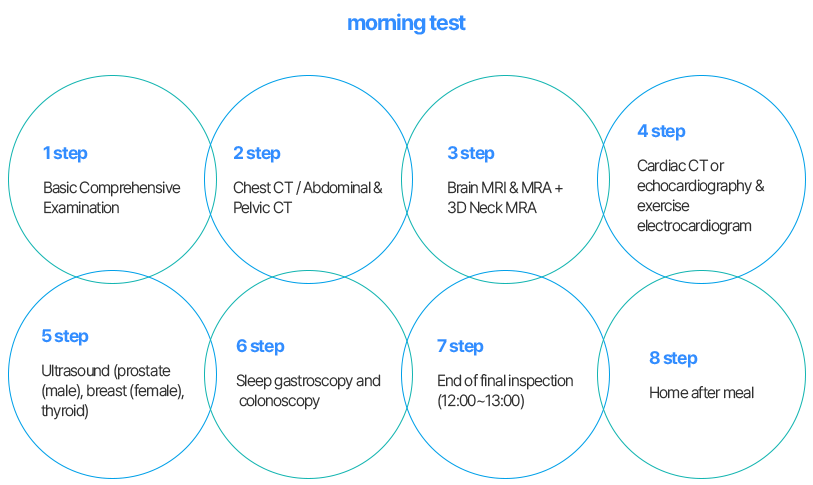 morning test
1 step
Basic Comprehensive
Examination
2 step
Chest CT / Abdominal &
Pelvic CT
3 step
Brain MRI & MRA +
3D Neck MRA
4 step
Cardiac CT or
echocardiography &
exercise
electrocardiogram
5 step
Ultrasound (prostate
(male), breast (female),
thyroid)
6 step
Sleep gastroscopy and
colonoscopy
7 step
End of final inspection
(12:00~13:00)
8 step
Home after meal